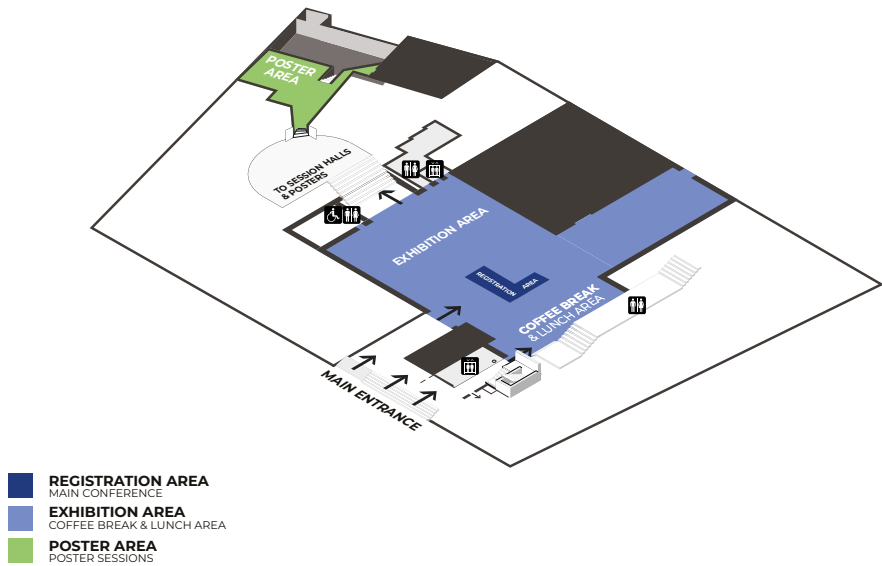 POSTER
AREA
TO SESSION HALLS
& POSTERS
EXHIBITION AREA
REGISTRATION AREA
COFFEE BREAK
& LUNCH AREA
MAIN ENTRANCE
REGISTRATION AREA
MAIN CONFERENCE
EXHIBITION AREA
COFFEE BREAK & LUNCH AREA
POSTER AREA
POSTER SESSIONS